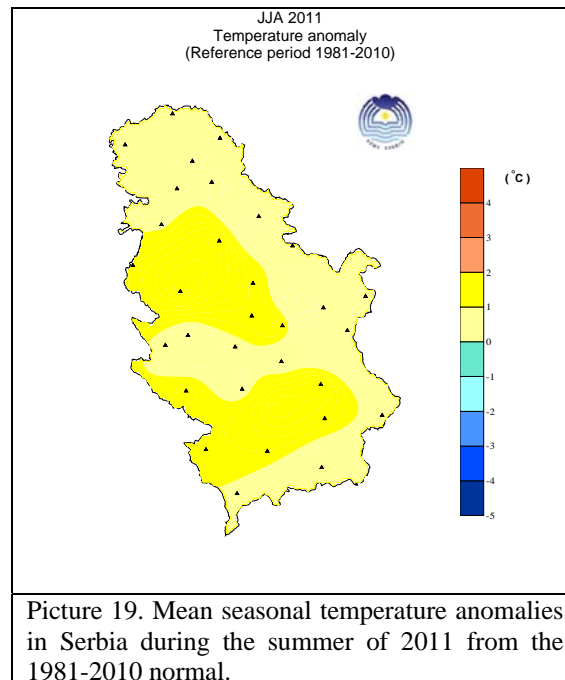 JJA 2011
Temperature anomaly
(Reference period 1981-2010)
(°C)
4
3
2
1
0
-1
-2
-3
-4
-5
Picture 19. Mean seasonal temperature anomalies
in Serbia during the summer of 2011 from the
1981-2010 normal.